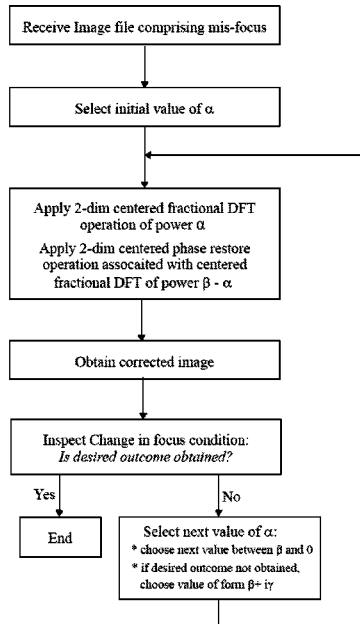 Receive Image file comprising mis-focus
Select initial value of α
Apply 2-dim centered fractional DFT
operation of power α
Apply 2-dim centered phase restore
operation assocaited with centered
fractional DFT of power β - α
Obtain corrected image
Inspect Change in focus condition:
Is desired outcome obtained?
Yes
No
End
Select next value of α:
* choose next value between β and 0
* if desired outcome not obtained,
choose value of form β+ iγ